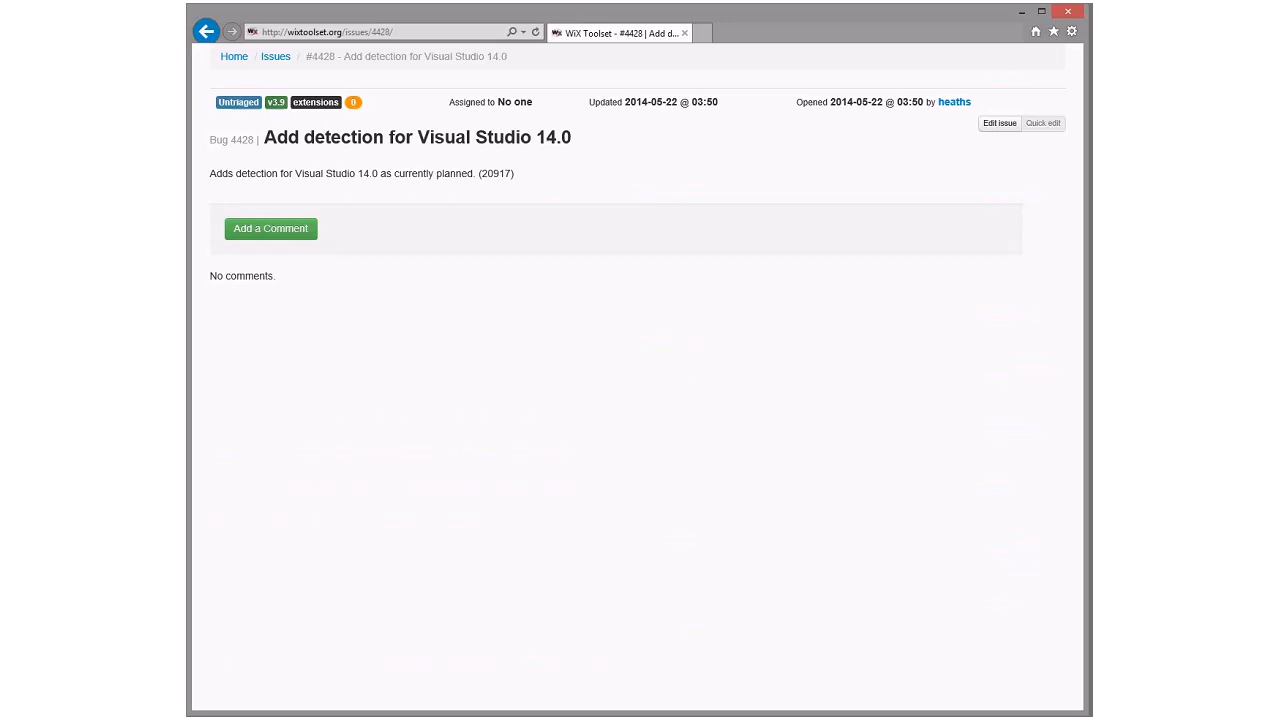 http://wixtoolset.org/issues/4428/
WiX Toolset - #4428 | Add d...
Home / Issues / #4428 - Add detection for Visual Studio 14.0
Untriaged v3.9 extensions 0 Assigned to No one Updated 2014-05-22 @ 03:50 Opened 2014-05-22 @ 03:50 by heaths
Edit issue Quick edit
Bug 4428 | Add detection for Visual Studio 14.0
Adds detection for Visual Studio 14.0 as currently planned. (20917)
Add a Comment
No comments.